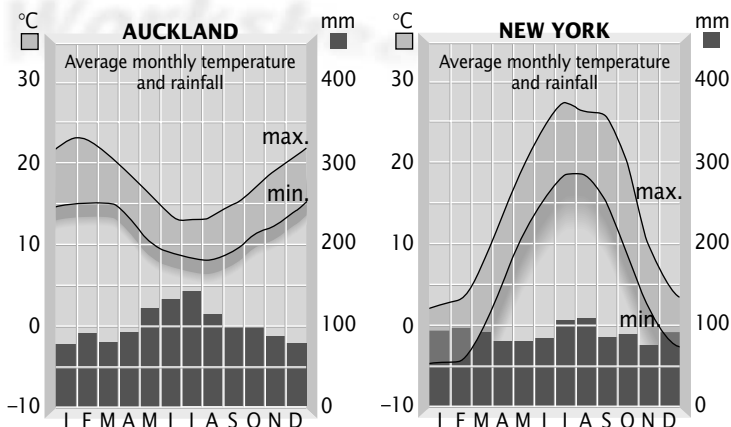 °C
AUCKLAND
mm
Average monthly temperature
and rainfall
30
20
10
0
−10
400
300
200
100
0
max.
min.
J F M A M J J A S O N D
°C
NEW YORK
mm
Average monthly temperature
and rainfall
30
20
10
0
−10
400
300
200
100
0
max.
min.
J F M A M J J A S O N D